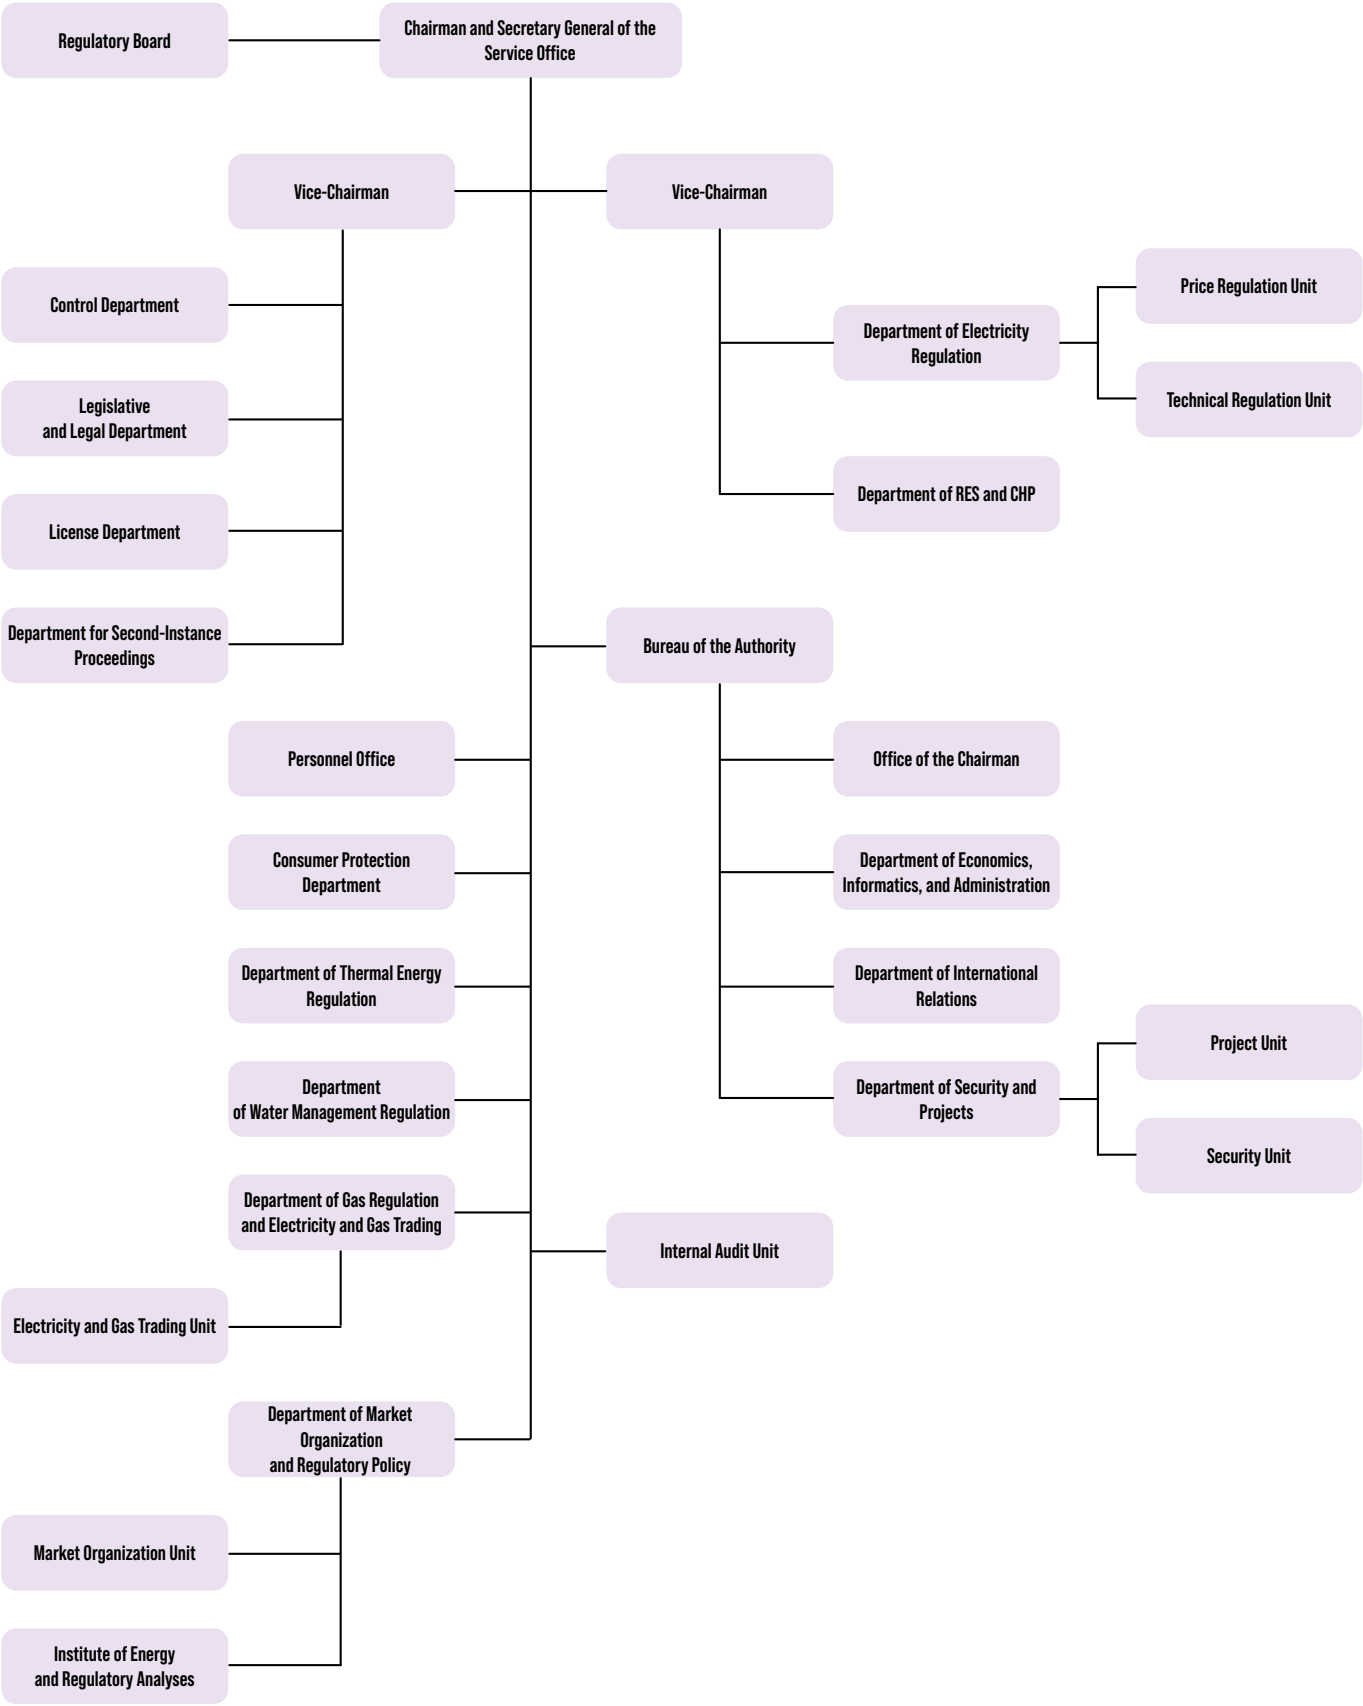 Regulatory Board
Chairman and Secretary General of the
Service Office
Vice-Chairman
Vice-Chairman
Control Department
Legislative
and Legal Department
License Department
Department for Second-Instance
Proceedings
Department of Electricity
Regulation
Price Regulation Unit
Technical Regulation Unit
Department of RES and CHP
Bureau of the Authority
Office of the Chairman
Department of Economics,
Informatics, and Administration
Department of International
Relations
Department of Security and
Projects
Project Unit
Security Unit
Personnel Office
Consumer Protection
Department
Department of Thermal Energy
Regulation
Department
of Water Management Regulation
Department of Gas Regulation
and Electricity and Gas Trading
Internal Audit Unit
Electricity and Gas Trading Unit
Department of Market
Organization
and Regulatory Policy
Market Organization Unit
Institute of Energy
and Regulatory Analyses